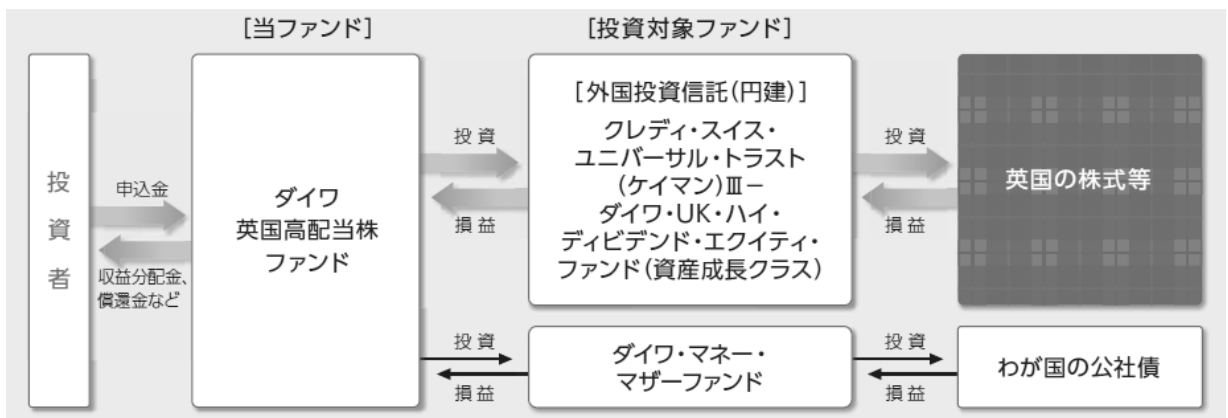 [当ファンド]
[投資対象ファンド]
投資者
申込金
収益分配金、
償還金など
ダイワ
英国高配当株
ファンド
投資
損益
[外国投資信託(円建)]
クレディ・スイス・
ユニバーサル・トラスト
(ケイマン)Ⅲ－
ダイワ・UK・ハイ・
ディビデンド・エクイティ・
ファンド(資産成長クラス)
投資
損益
英国の株式等
投資
損益
ダイワ・マネー・
マザーファンド
投資
損益
わが国の公社債